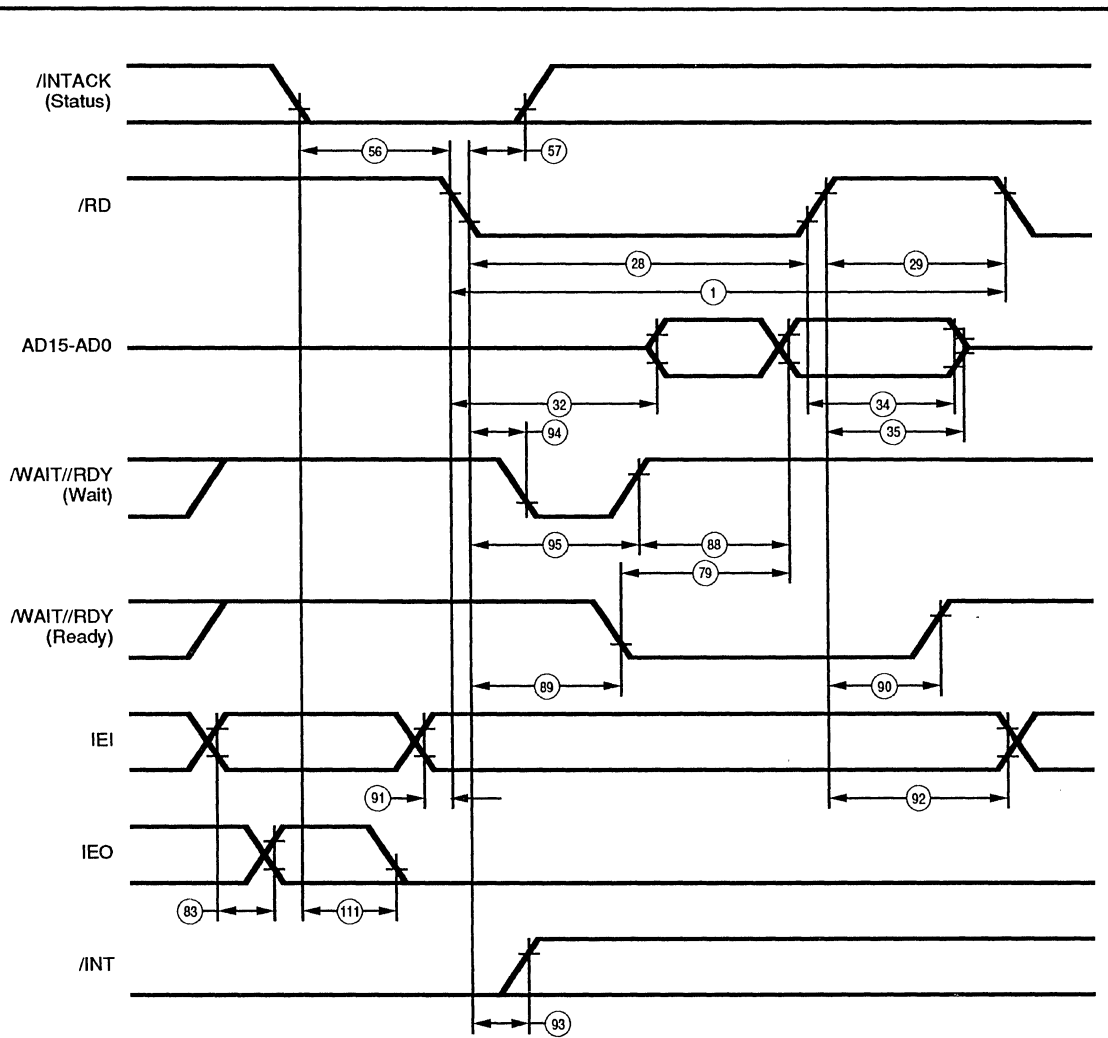 /INTACK
(Status)
56
57
/RD
28
29
1
AD15-AD0
32
34
94
35
/WAIT//RDY
(Wait)
95
88
79
/WAIT//RDY
(Ready)
89
90
IEI
91
92
IEO
83
111
/INT
93